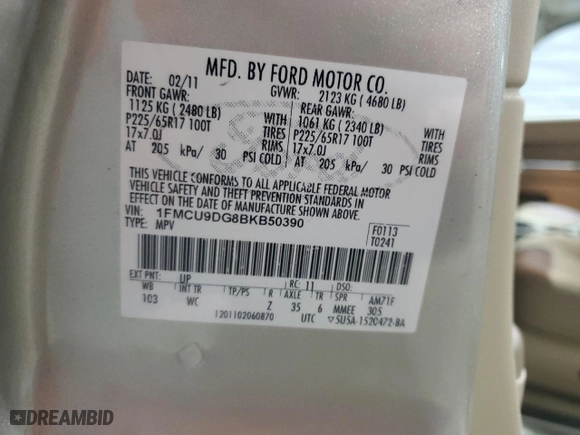 MFD. BY FORD MOTOR CO.
DATE: 02/11 GVWR: 2123 KG ( 4680 LB)
FRONT GAWR: REAR GAWR:
1125 KG ( 2480 LB) WITH 1061 KG ( 2340 LB) WITH
P225/65R17 100T TIRES P225/65R17 100T TIRES
17x7.0J RIMS 17x7.0J RIMS
AT 205 kPa/ 30 PSI COLD AT 205 kPa/ 30 PSI COLD
THIS VEHICLE CONFORMS TO ALL APPLICABLE FEDERAL MOTOR
VEHICLE SAFETY AND THEFT PREVENTION STANDARDS IN
EFFECT ON THE DATE OF MANUFACTURE SHOWN ABOVE.
VIN: 1FMCU9DG8BKB50390 F0113
TYPE: MPV T0241
EXT PNT: UP RC: 11 DSO:
WB INT TR TP/PS R AXLE TR SPR AM71F
103 WC Z 35 6 MMEE 305
1201102060870 UTC ▽5U5A-1520472-BA
DREAMBID